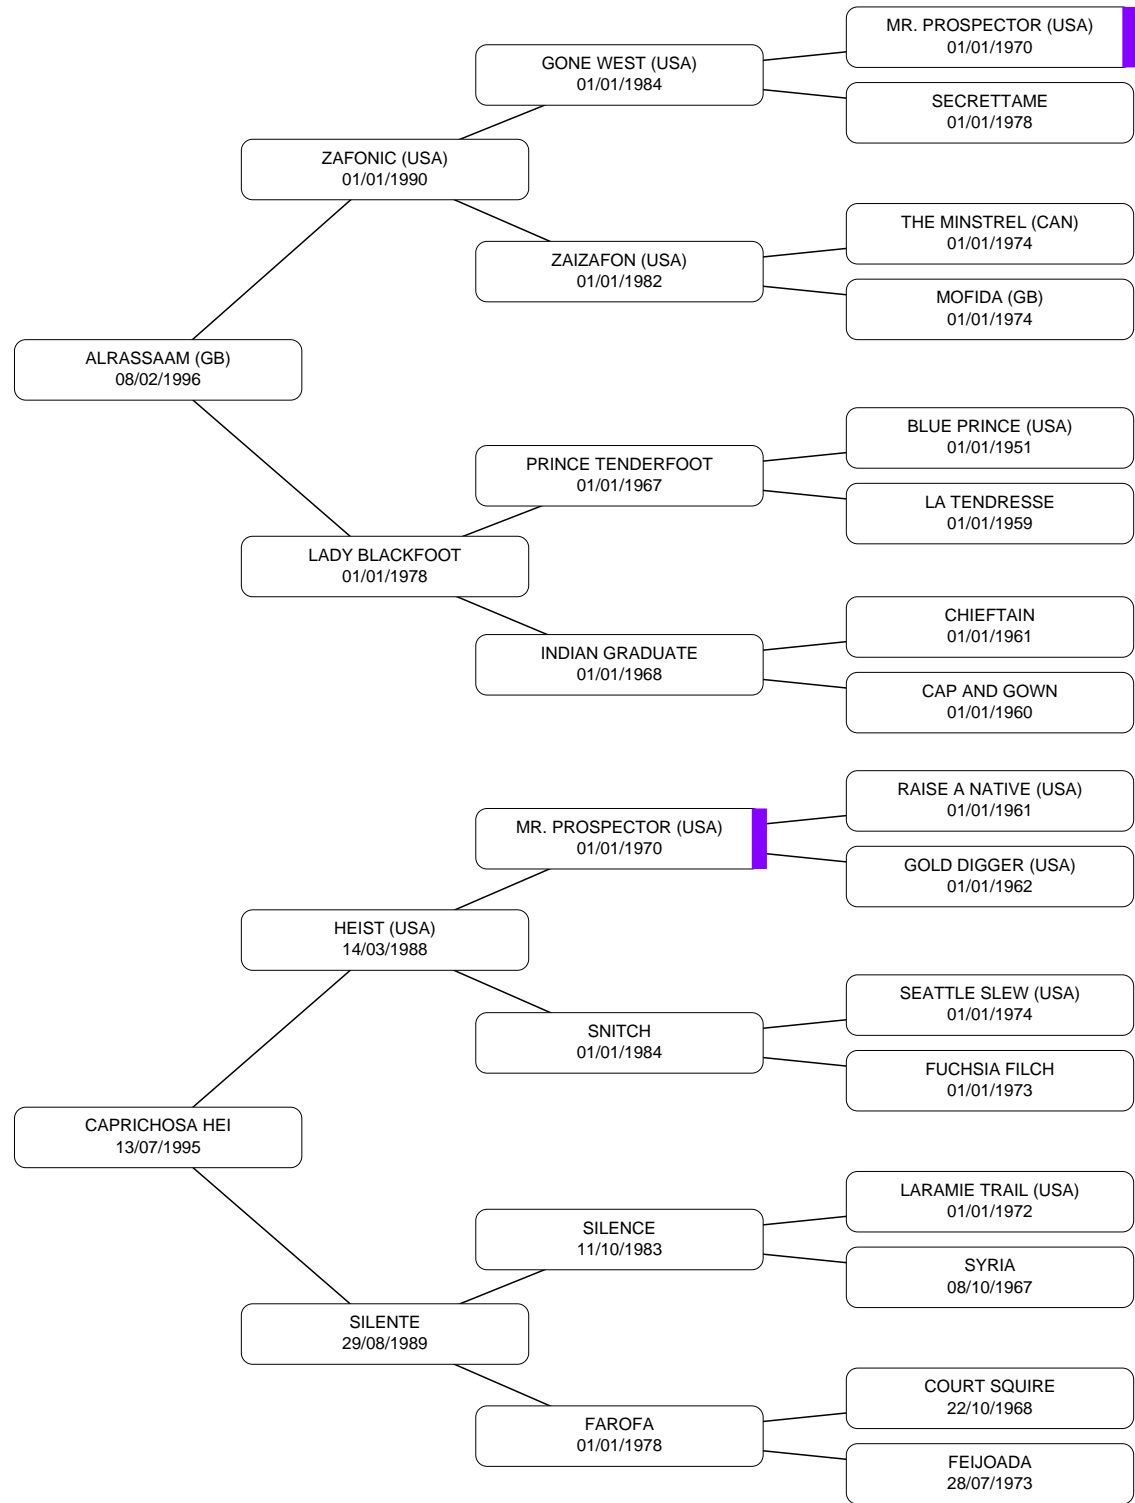 MR. PROSPECTOR (USA)
01/01/1970
GONE WEST (USA)
01/01/1984
SECRETTAME
01/01/1978
ZAFONIC (USA)
01/01/1990
THE MINSTREL (CAN)
01/01/1974
ZAIZAFON (USA)
01/01/1982
MOFIDA (GB)
01/01/1974
ALRASSAAM (GB)
08/02/1996
BLUE PRINCE (USA)
01/01/1951
PRINCE TENDERFOOT
01/01/1967
LA TENDRESSE
01/01/1959
LADY BLACKFOOT
01/01/1978
CHIEFTAIN
01/01/1961
INDIAN GRADUATE
01/01/1968
CAP AND GOWN
01/01/1960
RAISE A NATIVE (USA)
01/01/1961
MR. PROSPECTOR (USA)
01/01/1970
GOLD DIGGER (USA)
01/01/1962
HEIST (USA)
14/03/1988
SEATTLE SLEW (USA)
01/01/1974
SNITCH
01/01/1984
FUCHSIA FILCH
01/01/1973
CAPRICHOSA HEI
13/07/1995
LARAMIE TRAIL (USA)
01/01/1972
SILENCE
11/10/1983
SYRIA
08/10/1967
SILENTE
29/08/1989
COURT SQUIRE
22/10/1968
FAROFA
01/01/1978
FEIJOADA
28/07/1973